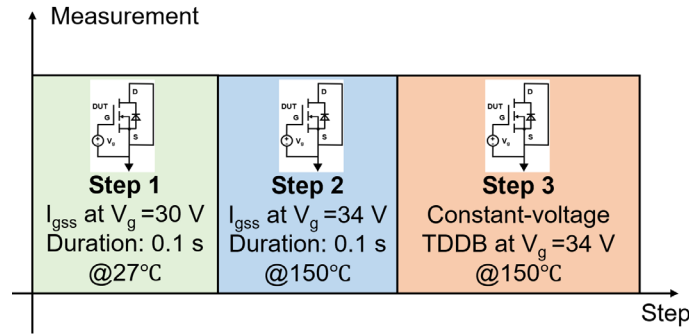 Measurement
D
DUT
G
S
Vg
Step 1
Igss at Vg =30 V
Duration: 0.1 s
@27℃
D
DUT
G
S
Vg
Step 2
Igss at Vg =34 V
Duration: 0.1 s
@150℃
D
DUT
G
S
Vg
Step 3
Constant-voltage
TDDB at Vg =34 V
@150℃
Step